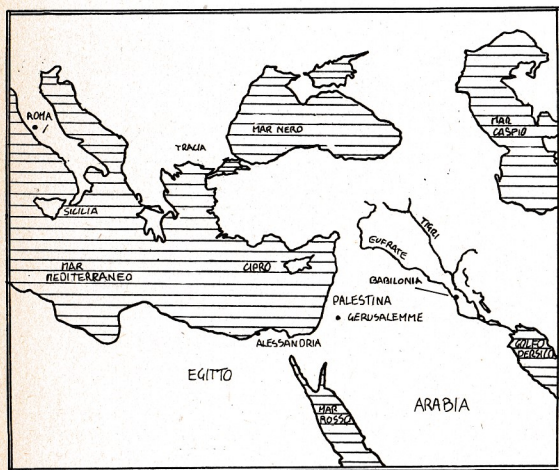 ROMA
TRACIA
MAR NERO
MAR
CASPIO
SICILIA
TIGRI
EUFRATE
MAR
MEDITERRANEO
CIPRO
BABILONIA
PALESTINA
GERUSALEMME
ALESSANDRIA
GOLFO
PERSICO
EGITTO
MAR
ROSSO
ARABIA